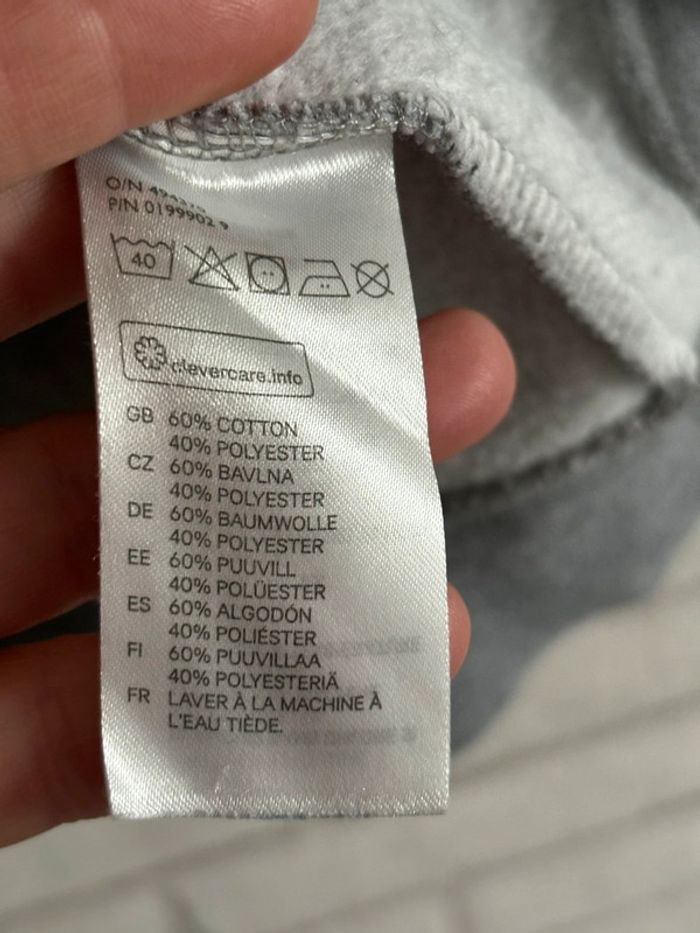 O/N
P/N 0199902 9
40
clevercare.info
GB 60% COTTON
40% POLYESTER
CZ 60% BAVLNA
40% POLYESTER
DE 60% BAUMWOLLE
40% POLYESTER
EE 60% PUUVILL
40% POLÜESTER
ES 60% ALGODÓN
40% POLIÉSTER
FI 60% PUUVILLAA
40% POLYESTERIÄ
FR LAVER À LA MACHINE À
L'EAU TIÈDE.